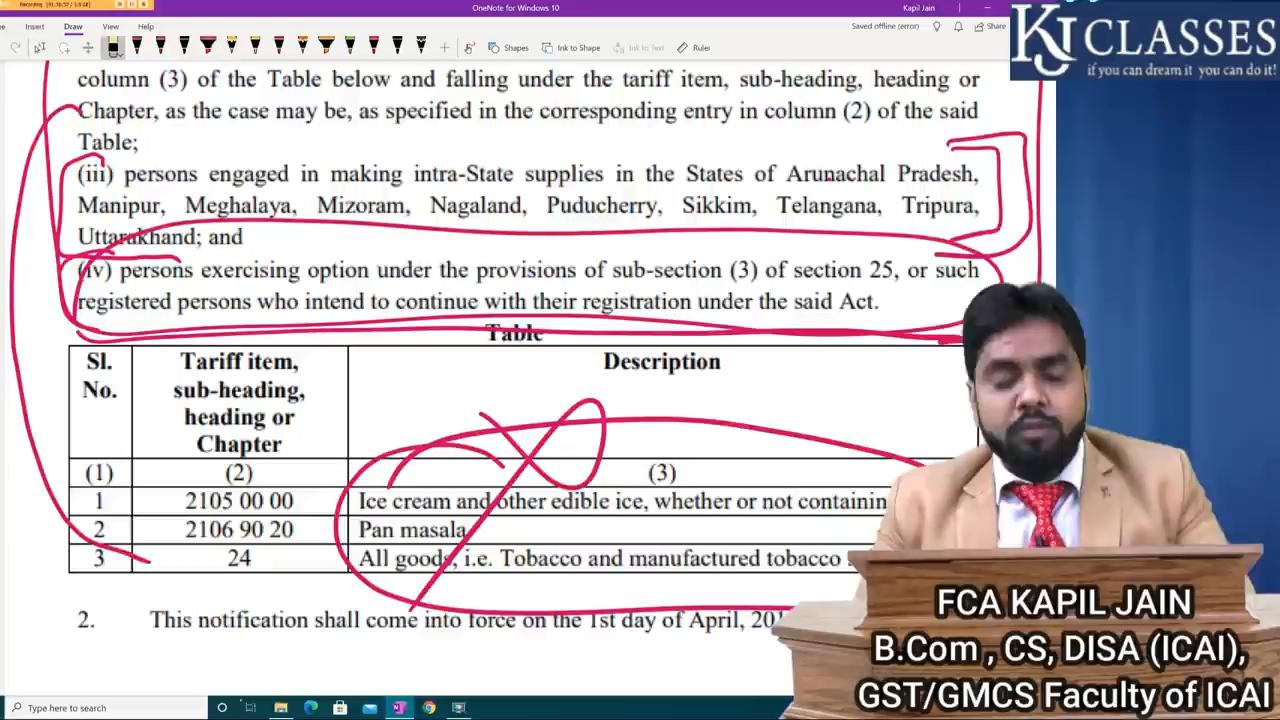 Recording
OneNote for Windows 10
Kapil Jain
Insert Draw View Help
Saved offline (error)
Share
Shapes
Ink to Shape
Ink to Text
Ruler
KJ CLASSES
if you can dream it you can do it!
column (3) of the Table below and falling under the tariff item, sub-heading, heading or
Chapter, as the case may be, as specified in the corresponding entry in column (2) of the said
Table;
(iii) persons engaged in making intra-State supplies in the States of Arunachal Pradesh,
Manipur, Meghalaya, Mizoram, Nagaland, Puducherry, Sikkim, Telangana, Tripura,
Uttarakhand; and
(iv) persons exercising option under the provisions of sub-section (3) of section 25, or such
registered persons who intend to continue with their registration under the said Act.
Table
Sl. No. Tariff item, sub-heading, heading or Chapter Description
(1) (2) (3)
1 2105 00 00 Ice cream and other edible ice, whether or not containin
2 2106 90 20 Pan masala
3 24 All goods, i.e. Tobacco and manufactured tobacco
2. This notification shall come into force on the 1st day of April, 201
FCA KAPIL JAIN
B.Com , CS, DISA (ICAI),
GST/GMCS Faculty of ICAI
Type here to search